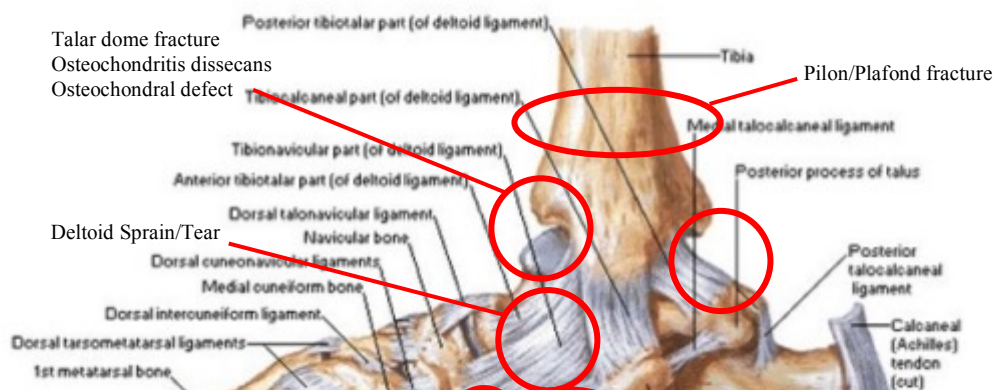 Posterior tibiotalar part (of deltoid ligament)
Talar dome fracture
Osteochondritis dissecans
Osteochondral defect
Tibia
Pilon/Plafond fracture
Tibiocalcaneal part (of deltoid ligament)
Medial talocalcaneal ligament
Tibionavicular part (of deltoid ligament)
Anterior tibiotalar part (of deltoid ligament)
Posterior process of talus
Dorsal talonavicular ligament
Deltoid Sprain/Tear
Navicular bone
Dorsal cuneonavicular ligaments
Medial cuneiform bone
Posterior
talocalcaneal
ligament
Dorsal intercuneiform ligament
Dorsal tarsometatarsal ligaments
1st metatarsal bone
Calcaneal
(Achilles)
tendon
(cut)